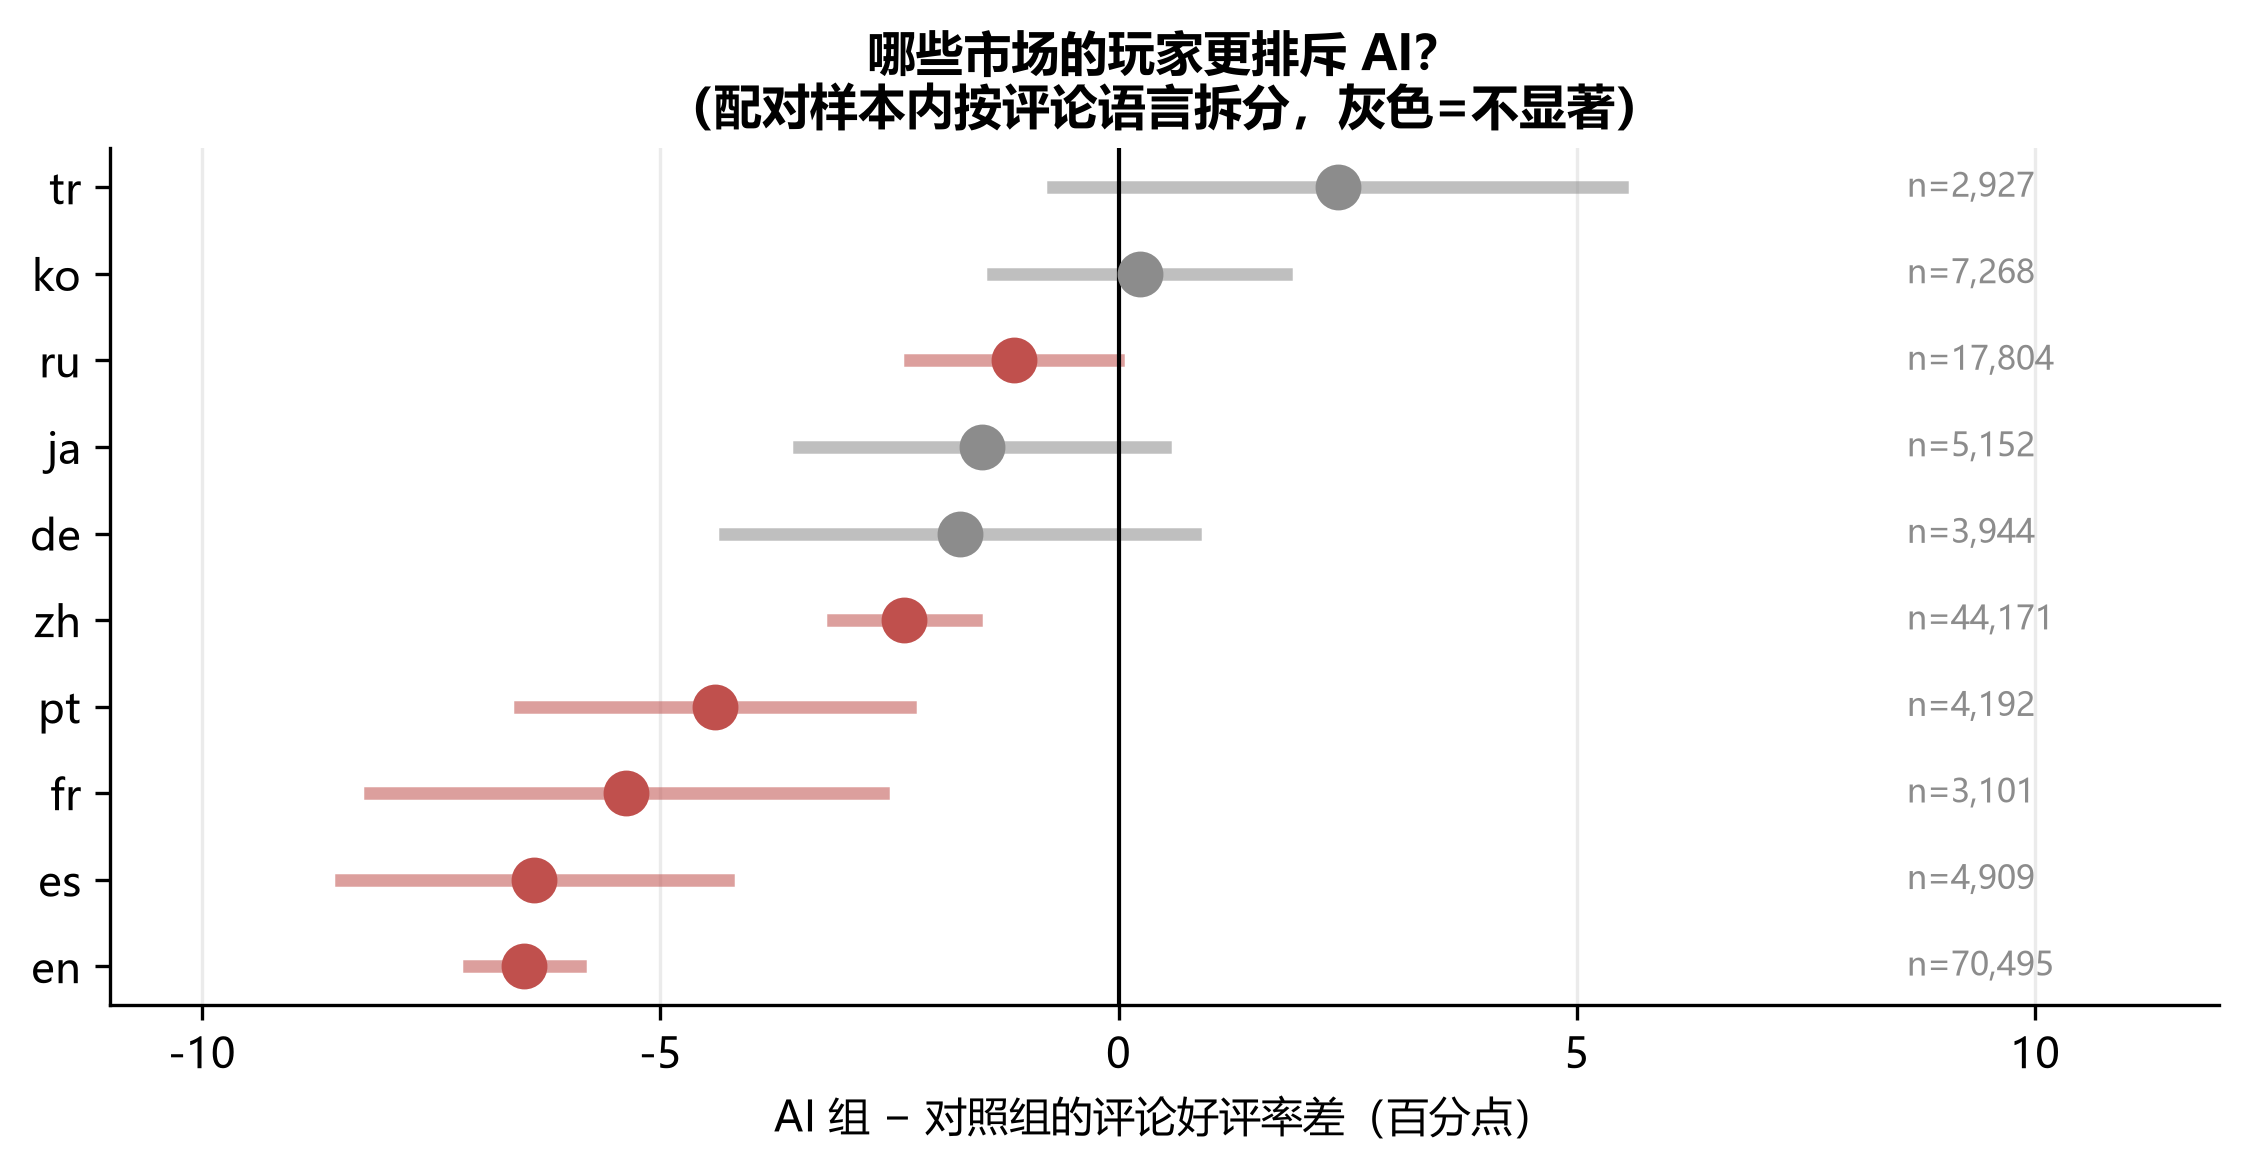 哪些市场的玩家更排斥 AI?
(配对样本内按评论语言拆分，灰色=不显著)
tr n=2,927
ko n=7,268
ru n=17,804
ja n=5,152
de n=3,944
zh n=44,171
pt n=4,192
fr n=3,101
es n=4,909
en n=70,495
-10 -5 0 5 10
AI 组 − 对照组的评论好评率差（百分点）